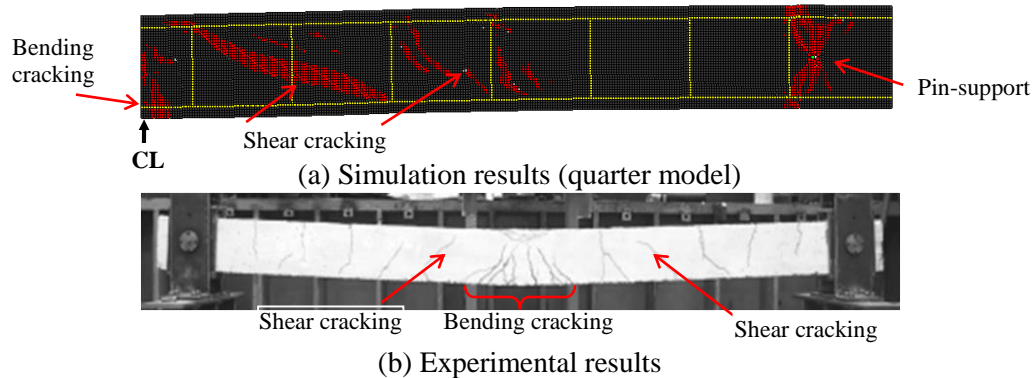 Bending
cracking
Pin-support
Shear cracking
CL
(a) Simulation results (quarter model)
Shear cracking
Bending cracking
Shear cracking
(b) Experimental results